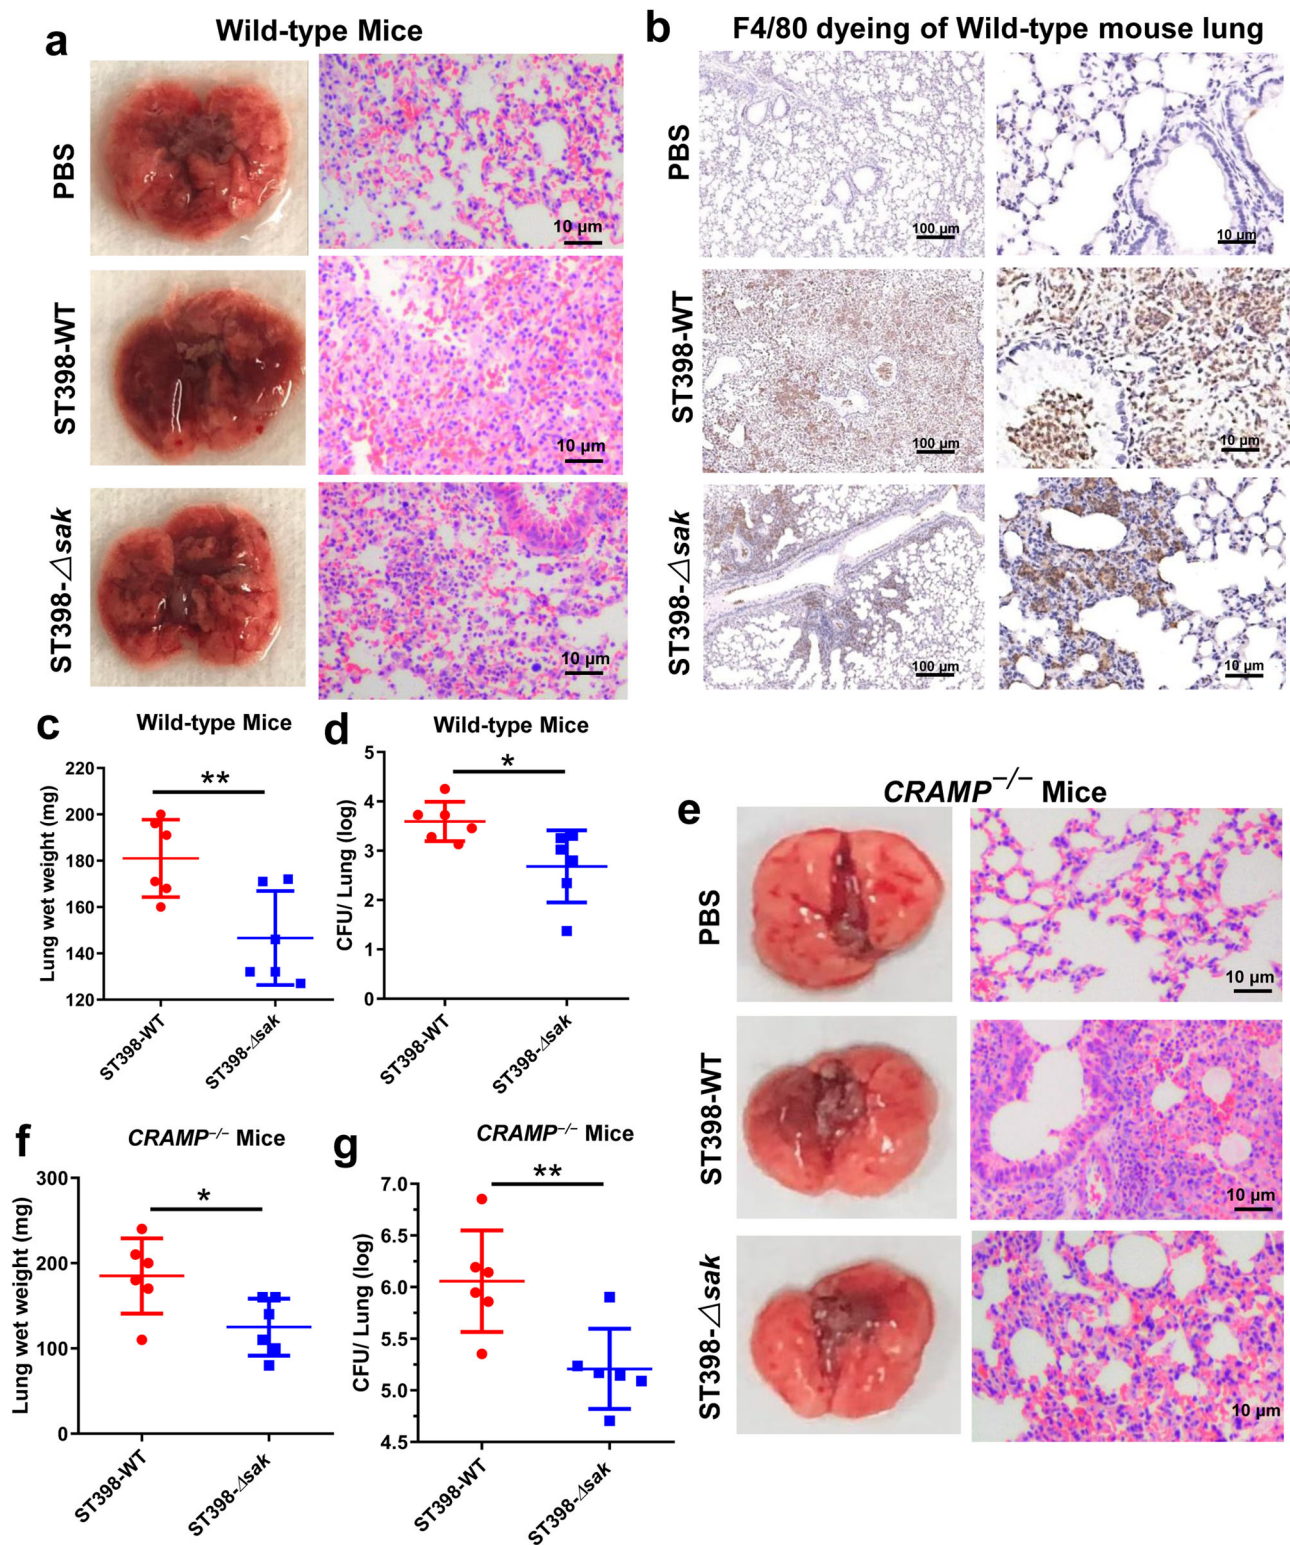 a
Wild-type Mice
PBS
10 µm
ST398-WT
10 µm
ST398-Δsak
10 µm
b
F4/80 dyeing of Wild-type mouse lung
PBS
100 µm
10 µm
ST398-WT
100 µm
10 µm
ST398-Δsak
100 µm
10 µm
c
Wild-type Mice
Lung wet weight (mg)
220
200
180
160
140
120
**
ST398-WT
ST398-Δsak
d
Wild-type Mice
CFU/ Lung (log)
5
4
3
2
1
0
*
ST398-WT
ST398-Δsak
e
CRAMP−/− Mice
PBS
10 µm
ST398-WT
10 µm
ST398-Δsak
10 µm
f
CRAMP−/− Mice
Lung wet weight (mg)
300
200
100
0
*
ST398-WT
ST398-Δsak
g
CRAMP−/− Mice
CFU/ Lung (log)
7.0
6.5
6.0
5.5
5.0
4.5
**
ST398-WT
ST398-Δsak